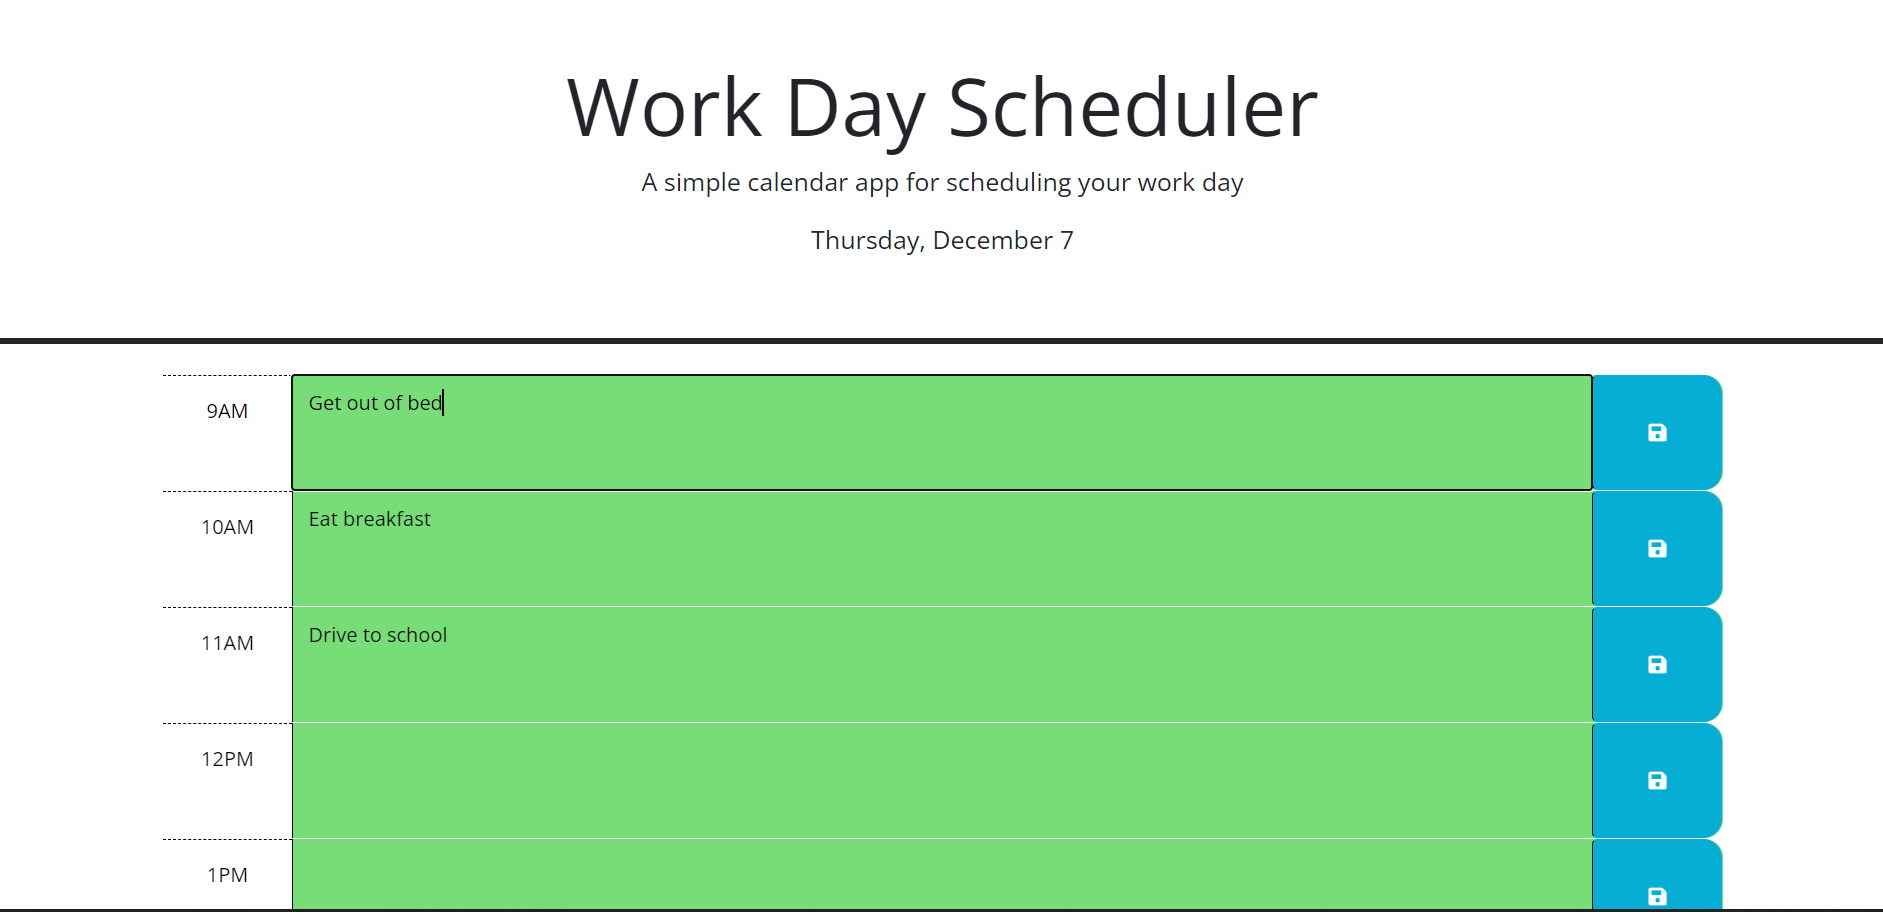 Work Day Scheduler
A simple calendar app for scheduling your work day
Thursday, December 7
9AM
Get out of bed
10AM
Eat breakfast
11AM
Drive to school
12PM
1PM